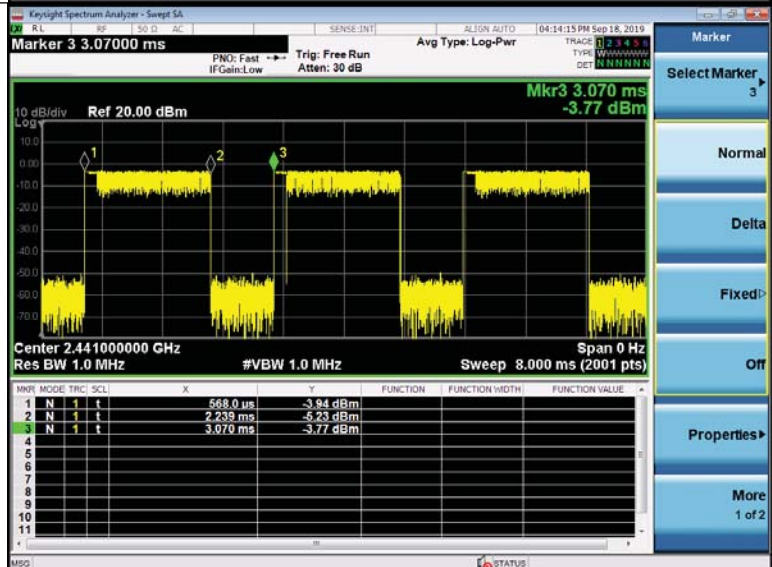 Keysight Spectrum Analyzer - Swept SA
RL RF 50 Ω AC SENSE:INT ALIGN AUTO 04:14:15 PM Sep 18, 2019
Marker 3 3.07000 ms
PNO: Fast
IFGain:Low
Trig: Free Run
Atten: 30 dB
Avg Type: Log-Pwr
TRACE 1 2 3 4 5 6
TYPE W
DET N N N N N N
Mkr3 3.070 ms
-3.77 dBm
10 dB/div Ref 20.00 dBm
Log
10.0
0.00
-10.0
-20.0
-30.0
-40.0
-50.0
-60.0
-70.0
1
2
3
Center 2.441000000 GHz Span 0 Hz
Res BW 1.0 MHz #VBW 1.0 MHz Sweep 8.000 ms (2001 pts)
MKR MODE TRC SCL X Y FUNCTION FUNCTION WIDTH FUNCTION VALUE
1 N 1 t 568.0 µs -3.94 dBm
2 N 1 t 2.239 ms -5.23 dBm
3 N 1 t 3.070 ms -3.77 dBm
4
5
6
7
8
9
10
11
MSG STATUS
Marker
Select Marker
3
Normal
Delta
Fixed
Off
Properties
More
1 of 2